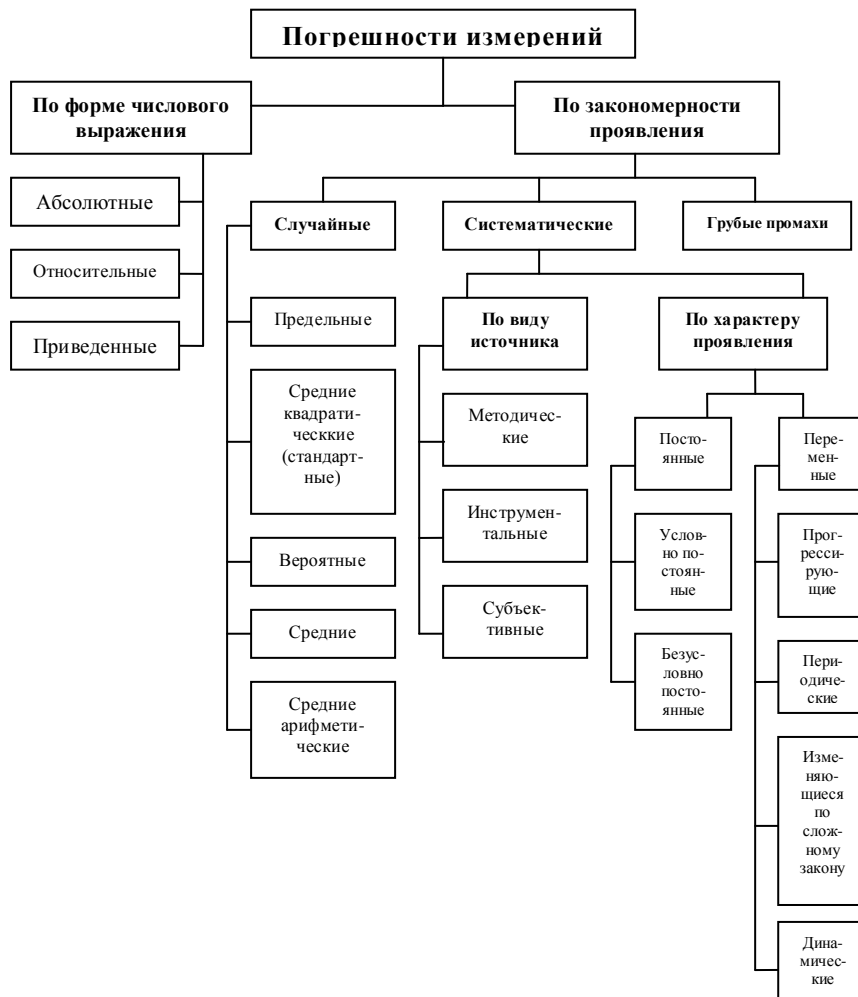 Погрешности измерений
По форме числового
выражения
По закономерности
проявления
Абсолютные
Относительные
Приведенные
Случайные
Систематические
Грубые промахи
Предельные
Средние
квадрати-
ческкие
(стандарт-
ные)
Вероятные
Средние
Средние
арифмети-
ческие
По виду
источника
Методичес-
кие
Инструмен-
тальные
Субъек-
тивные
По характеру
проявления
Посто-
янные
Услов-
но пос-
тоян-
ные
Безус-
ловно
посто-
янные
Пере-
мен-
ные
Прог-
ресси-
рую-
щие
Пери-
одиче-
ские
Изме-
няю-
щиеся
по
слож-
ному
закону
Дина-
мичес-
кие